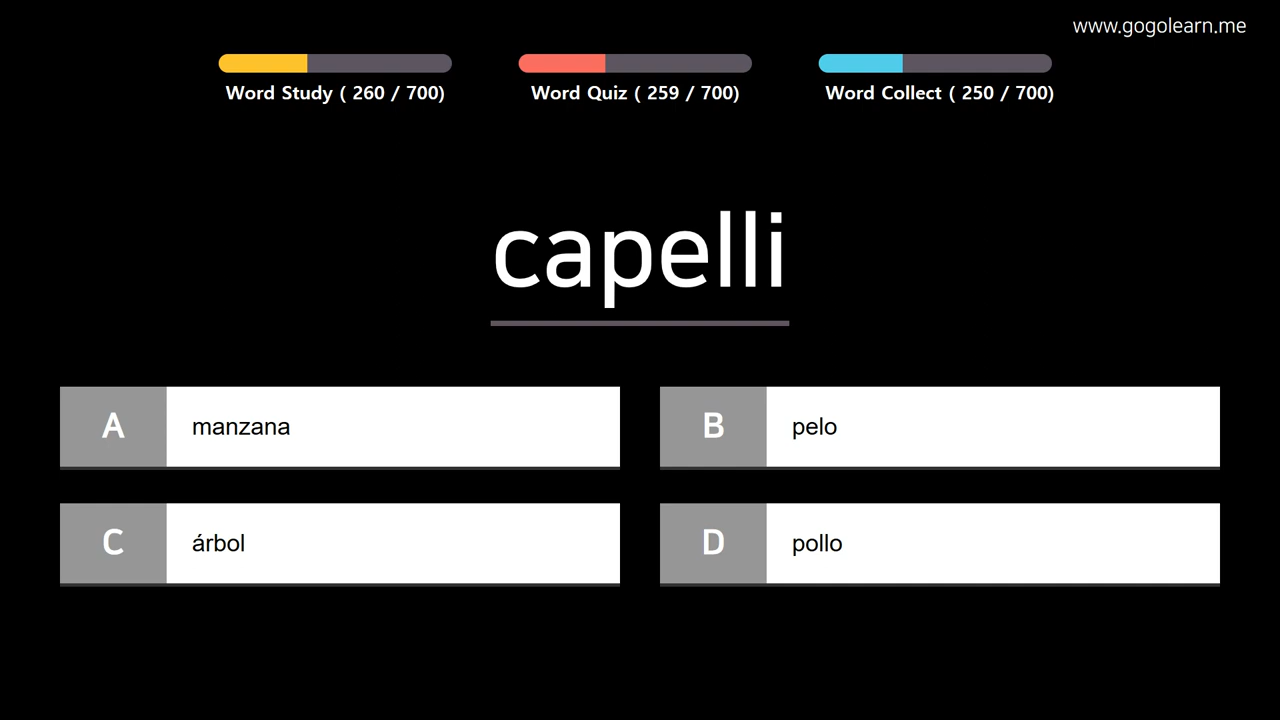 www.gogolearn.me
Word Study ( 260 / 700)
Word Quiz ( 259 / 700)
Word Collect ( 250 / 700)
capelli
A manzana
B pelo
C árbol
D pollo